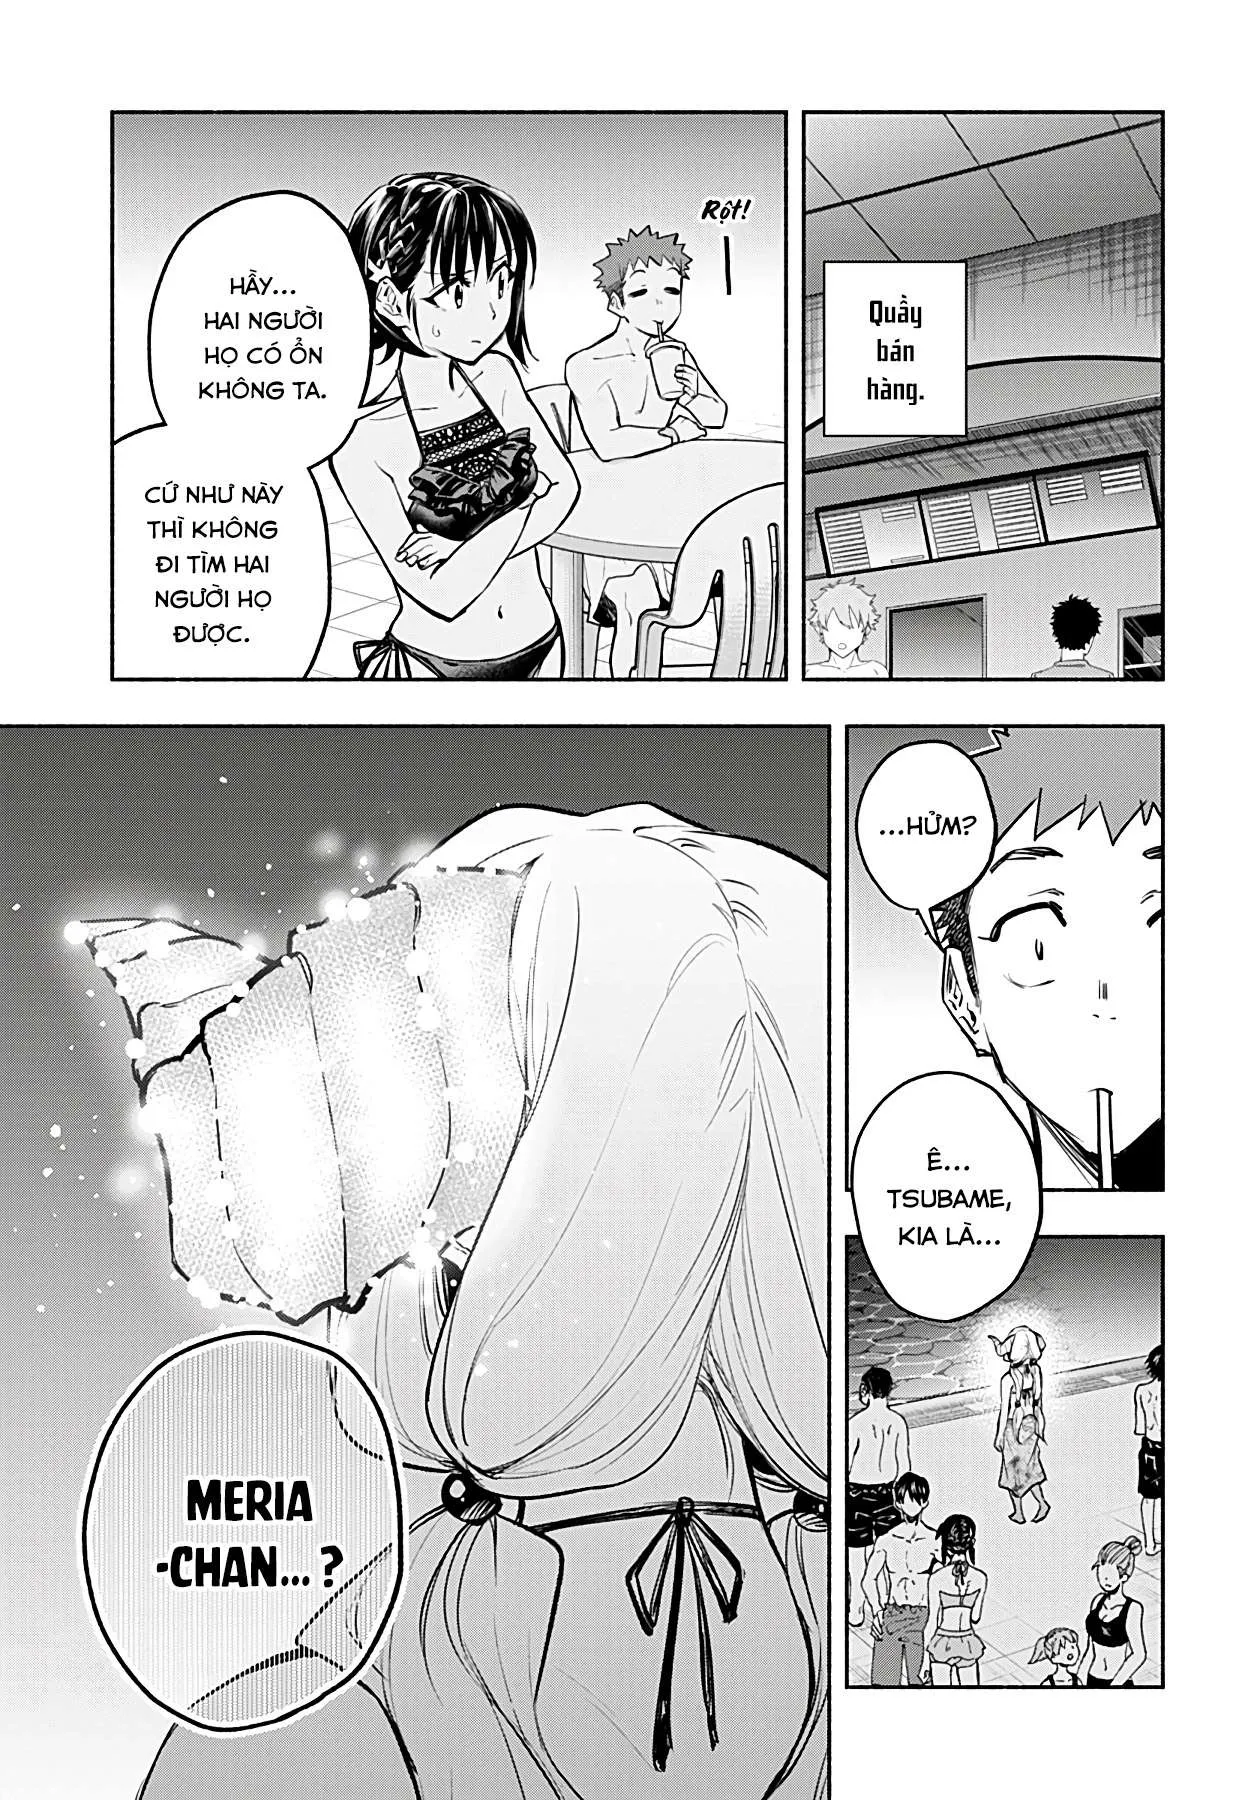 Quầy
bán
hàng.
Rột!
HẦY...
HAI NGƯỜI
HỌ CÓ ỔN
KHÔNG TA.
CỨ NHƯ NÀY
THÌ KHÔNG
ĐI TÌM HAI
NGƯỜI HỌ
ĐƯỢC.
...HỬM?
Ê...
TSUBAME,
KIA LÀ...
MERIA
-CHAN... ?